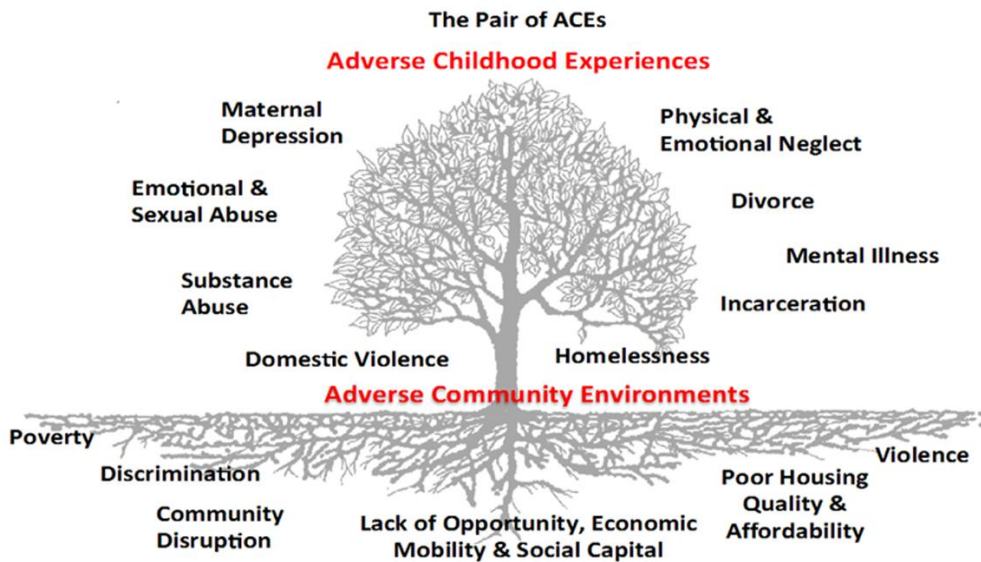 The Pair of ACEs
Adverse Childhood Experiences
Maternal
Depression
Physical &
Emotional Neglect
Emotional &
Sexual Abuse
Divorce
Mental Illness
Substance
Abuse
Incarceration
Domestic Violence
Homelessness
Adverse Community Environments
Poverty
Violence
Discrimination
Poor Housing
Quality &
Affordability
Community
Disruption
Lack of Opportunity, Economic
Mobility & Social Capital